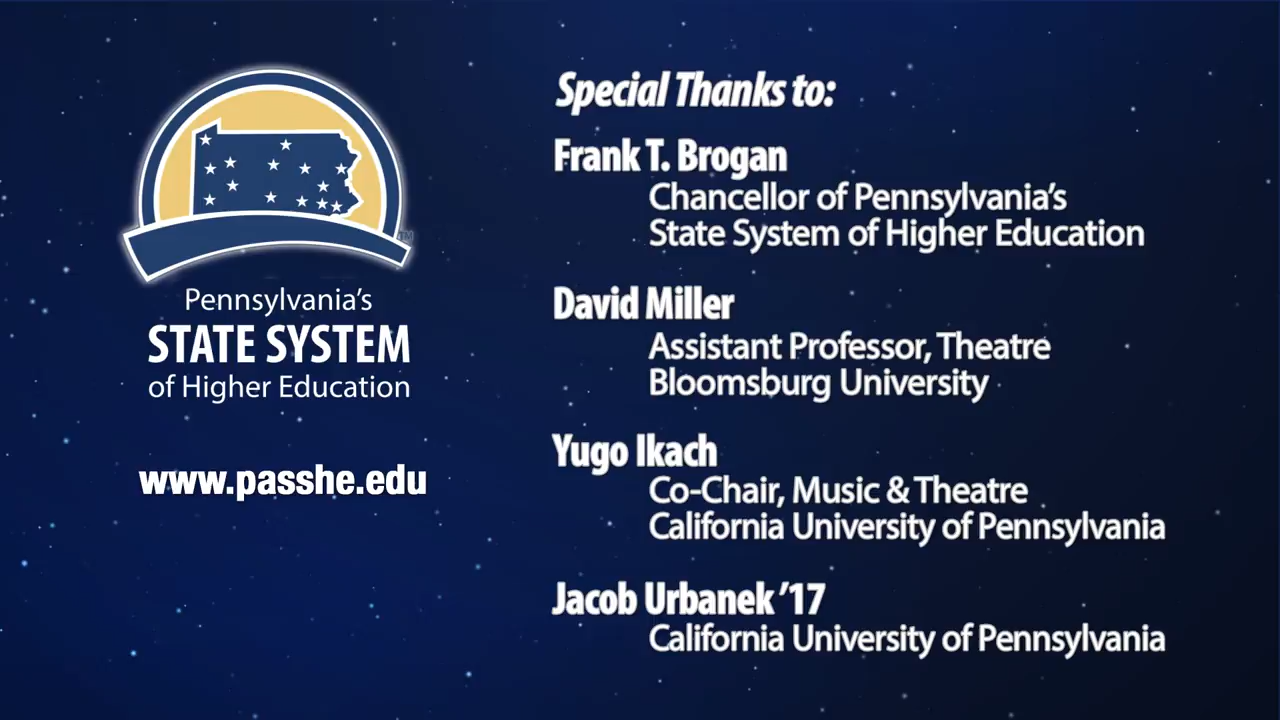 Pennsylvania's
STATE SYSTEM
of Higher Education
www.passhe.edu
Special Thanks to:
Frank T. Brogan
Chancellor of Pennsylvania's
State System of Higher Education
David Miller
Assistant Professor, Theatre
Bloomsburg University
Yugo Ikach
Co-Chair, Music & Theatre
California University of Pennsylvania
Jacob Urbanek '17
California University of Pennsylvania